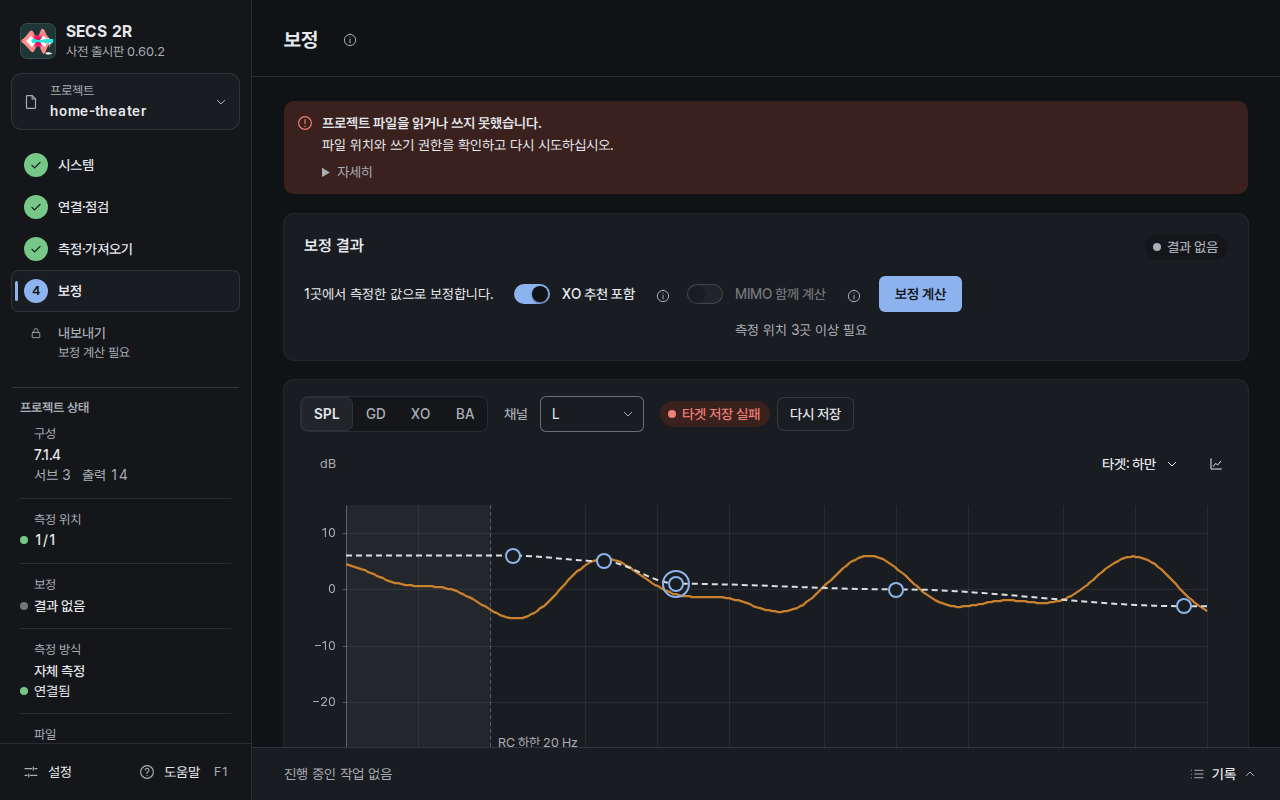 SECS 2R
사전 출시판 0.60.2
프로젝트
home-theater
시스템
연결·점검
측정·가져오기
4 보정
내보내기
보정 계산 필요
프로젝트 상태
구성
7.1.4
서브 3 출력 14
측정 위치
1/1
보정
결과 없음
측정 방식
자체 측정
연결됨
파일
설정 도움말 F1
보정
프로젝트 파일을 읽거나 쓰지 못했습니다.
파일 위치와 쓰기 권한을 확인하고 다시 시도하십시오.
자세히
보정 결과 결과 없음
1곳에서 측정한 값으로 보정합니다. XO 추천 포함 MIMO 함께 계산 보정 계산
측정 위치 3곳 이상 필요
SPL GD XO BA 채널 L 타겟 저장 실패 다시 저장
dB 타겟: 하만
10
0
−10
−20
RC 하한 20 Hz
진행 중인 작업 없음 기록